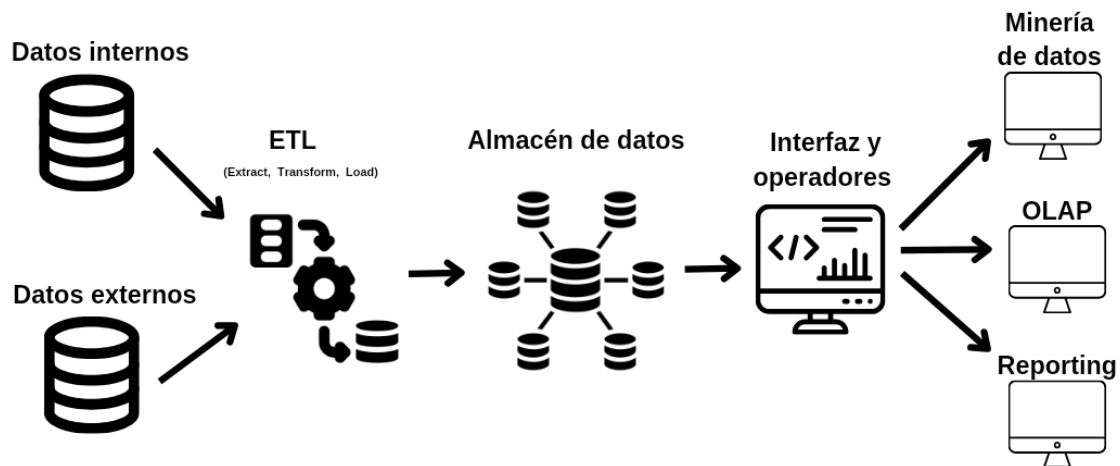 Datos internos
Datos externos
ETL
(Extract, Transform, Load)
Almacén de datos
Interfaz y
operadores
</>
Minería
de datos
OLAP
Reporting